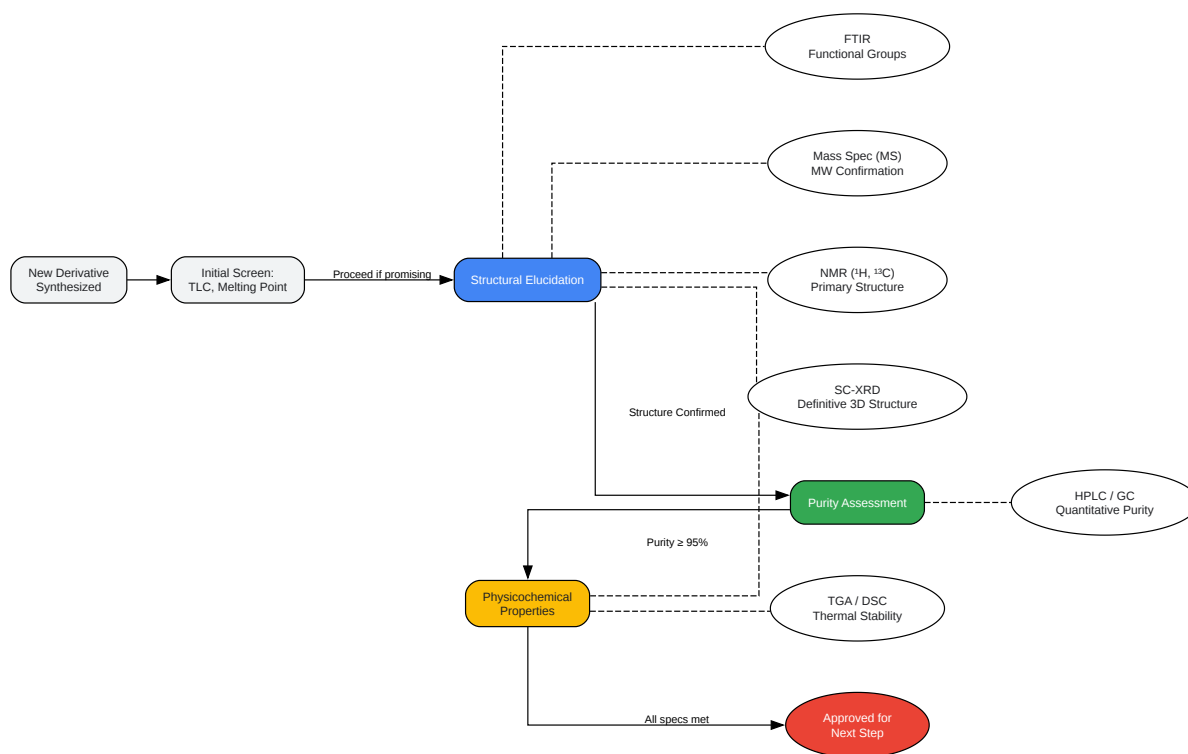 FTIR
Functional Groups
Mass Spec (MS)
MW Confirmation
New Derivative
Synthesized
Initial Screen:
TLC, Melting Point
Proceed if promising
Structural Elucidation
NMR (¹H, ¹³C)
Primary Structure
SC-XRD
Definitive 3D Structure
Structure Confirmed
Purity Assessment
HPLC / GC
Quantitative Purity
Purity ≥ 95%
Physicochemical
Properties
TGA / DSC
Thermal Stability
All specs met
Approved for
Next Step